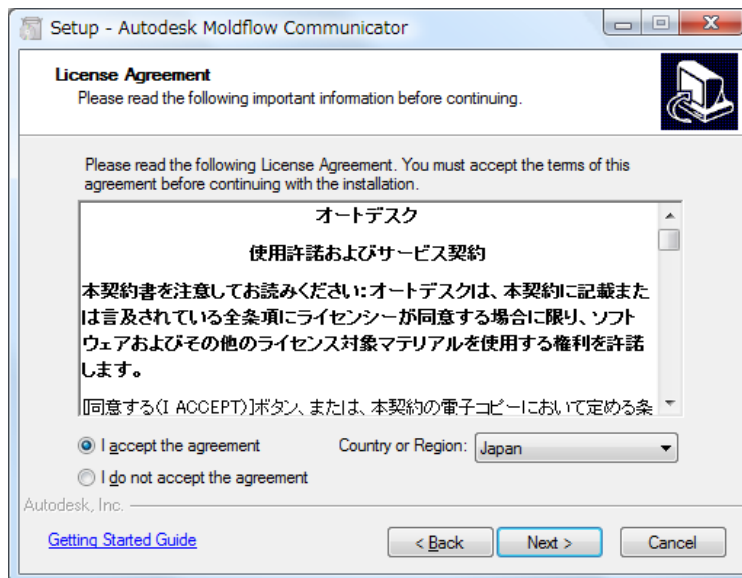 Setup - Autodesk Moldflow Communicator
License Agreement
Please read the following important information before continuing.
Please read the following License Agreement. You must accept the terms of this
agreement before continuing with the installation.
オートデスク
使用許諾およびサービス契約
本契約書を注意してお読みください：オートデスクは、本契約に記載また
は言及されている全条項にライセンシーが同意する場合に限り、ソフト
ウェアおよびその他のライセンス対象マテリアルを使用する権利を許諾
します。
[同意する(I ACCEPT)]ボタン、または、本契約の電子コピーにおいて定める条
I accept the agreement
Country or Region: Japan
I do not accept the agreement
Autodesk, Inc.
Getting Started Guide
< Back Next > Cancel